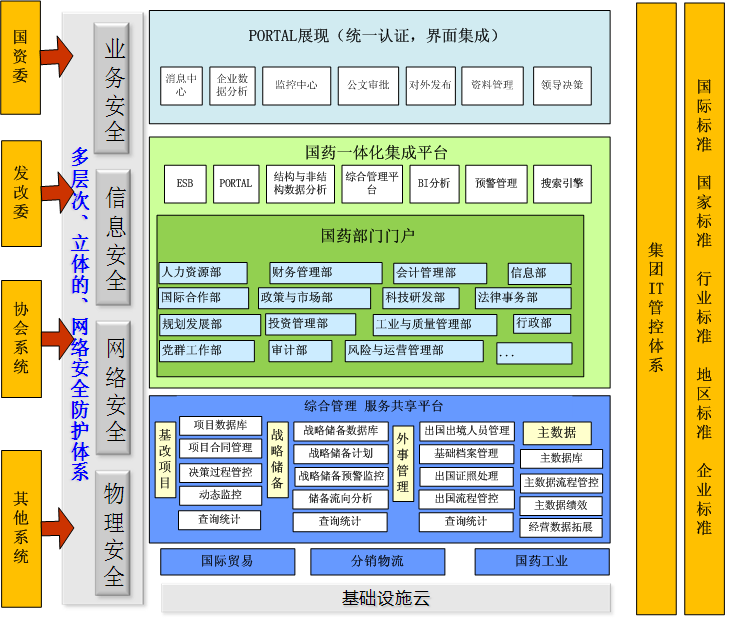 国资委
发改委
协会系统
其他系统
多层次、立体的、网络安全防护体系
业务安全
信息安全
网络安全
物理安全
PORTAL展现（统一认证，界面集成）
消息中
心
企业数
据分析
监控中心
公文审批
对外发布
资料管理
领导决策
国药一体化集成平台
ESB
PORTAL
结构与非结
构数据分析
综合管理平
台
BI分析
预警管理
搜索引擎
国药部门门户
人力资源部
财务管理部
会计管理部
信息部
国际合作部
政策与市场部
科技研发部
法律事务部
规划发展部
投资管理部
工业与质量管理部
行政部
党群工作部
审计部
风险与运营管理部
...
综合管理 服务共享平台
基改项目
项目数据库
项目合同管理
决策过程管控
动态监控
查询统计
战略储备
战略储备数据库
战略储备计划
战略储备预警监控
储备流向分析
查询统计
外事管理
出国出境人员管理
基础档案管理
出国证照处理
出国流程管控
查询统计
主数据
主数据库
主数据流程管控
主数据绩效
经营数据拓展
国际贸易
分销物流
国药工业
基础设施云
集团IT管控体系
国际标准
国家标准
行业标准
地区标准
企业标准